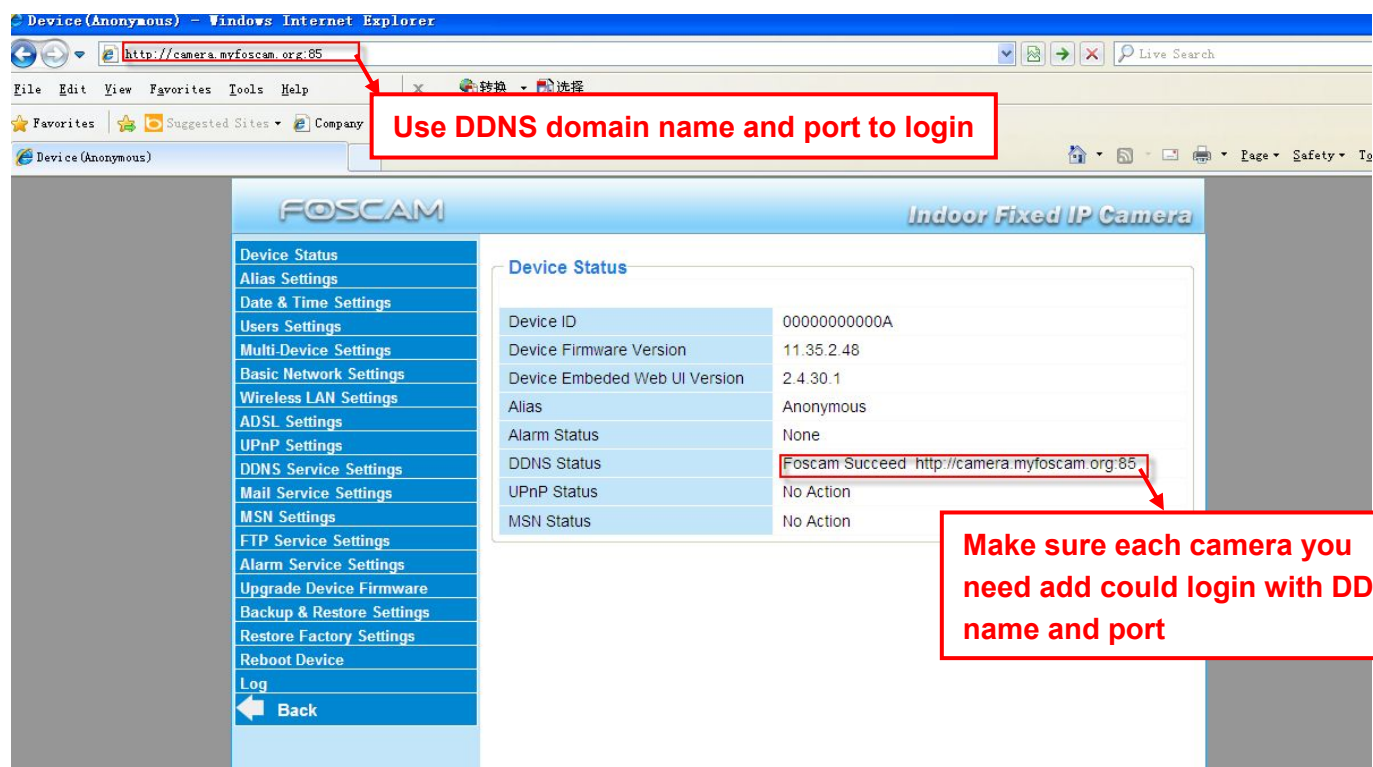 Device(Anonymous) - Windows Internet Explorer
http://camera.myfoscam.org:85
Live Search
File Edit View Favorites Tools Help
x
转换
选择
Favorites
Suggested Sites
Company
Use DDNS domain name and port to login
Device(Anonymous)
Page
Safety
FOSCAM
Indoor Fixed IP Camera
Device Status
Alias Settings
Date & Time Settings
Users Settings
Multi-Device Settings
Basic Network Settings
Wireless LAN Settings
ADSL Settings
UPnP Settings
DDNS Service Settings
Mail Service Settings
MSN Settings
FTP Service Settings
Alarm Service Settings
Upgrade Device Firmware
Backup & Restore Settings
Restore Factory Settings
Reboot Device
Log
Back
Device Status
Device ID 00000000000A
Device Firmware Version 11.35.2.48
Device Embeded Web UI Version 2.4.30.1
Alias Anonymous
Alarm Status None
DDNS Status Foscam Succeed http://camera.myfoscam.org:85
UPnP Status No Action
MSN Status No Action
Make sure each camera you
need add could login with DD
name and port